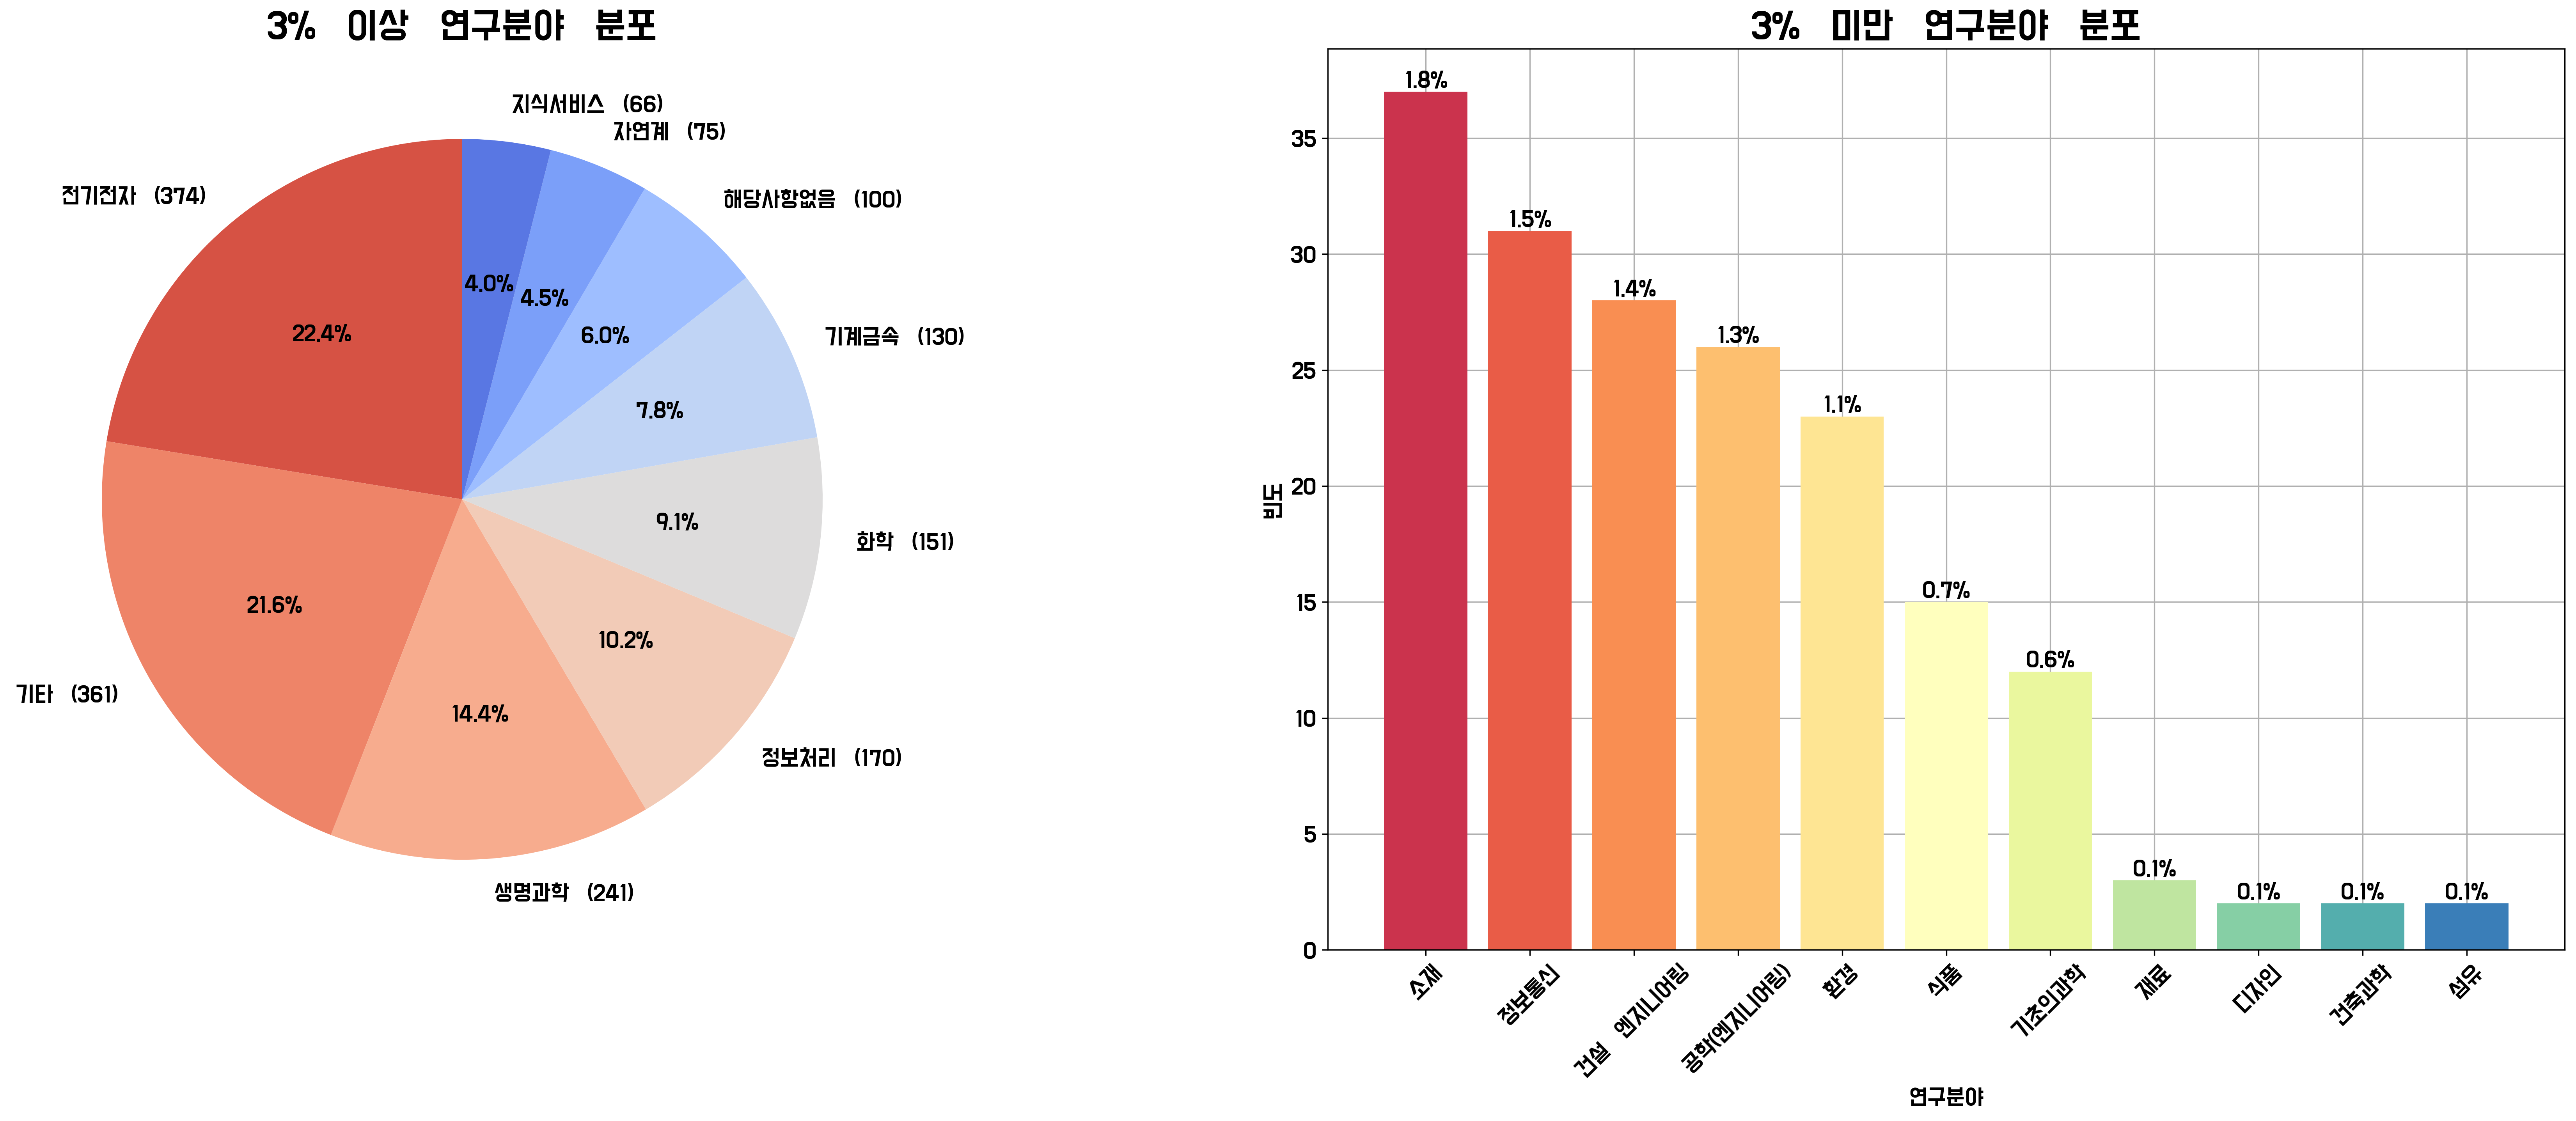 3% 이상 연구분야 분포
지식서비스 (66)
자연계 (75)
해당사항없음 (100)
전기전자 (374)
기계금속 (130)
화학 (151)
기타 (361)
정보처리 (170)
생명과학 (241)
4.0%
4.5%
6.0%
22.4%
7.8%
9.1%
21.6%
10.2%
14.4%
3% 미만 연구분야 분포
1.8%
1.5%
1.4%
1.3%
1.1%
0.7%
0.6%
0.1%
0.1%
0.1%
0.1%
35
30
25
20
15
10
5
0
빈도
소재
정보통신
건설 엔지니어링
공학(엔지니어링)
환경
식품
기초의과학
재료
디자인
건축과학
섬유
연구분야